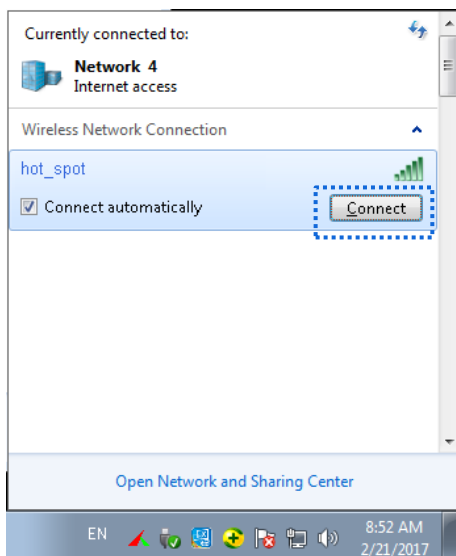 Currently connected to:
Network 4
Internet access
Wireless Network Connection
hot_spot
Connect automatically
Connect
Open Network and Sharing Center
EN
8:52 AM
2/21/2017